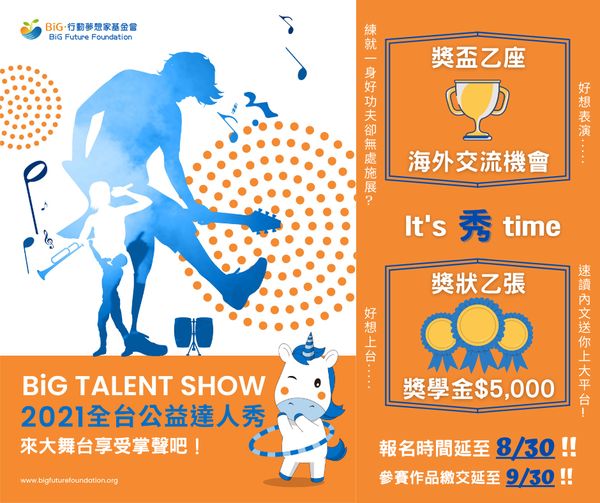 BiG·行動夢想家基金會
BiG Future Foundation
BiG TALENT SHOW
2021全台公益達人秀
來大舞台享受掌聲吧！
www.bigfuturefoundation.org
練就一身好功夫卻無處施展？
獎盃乙座
海外交流機會
好想表演.....
It's 秀 time
好想上台.....
獎狀乙張
獎學金$5,000
速讀內文送你上大平台！
報名時間延至 8/30 !!
參賽作品繳交延至 9/30 !!